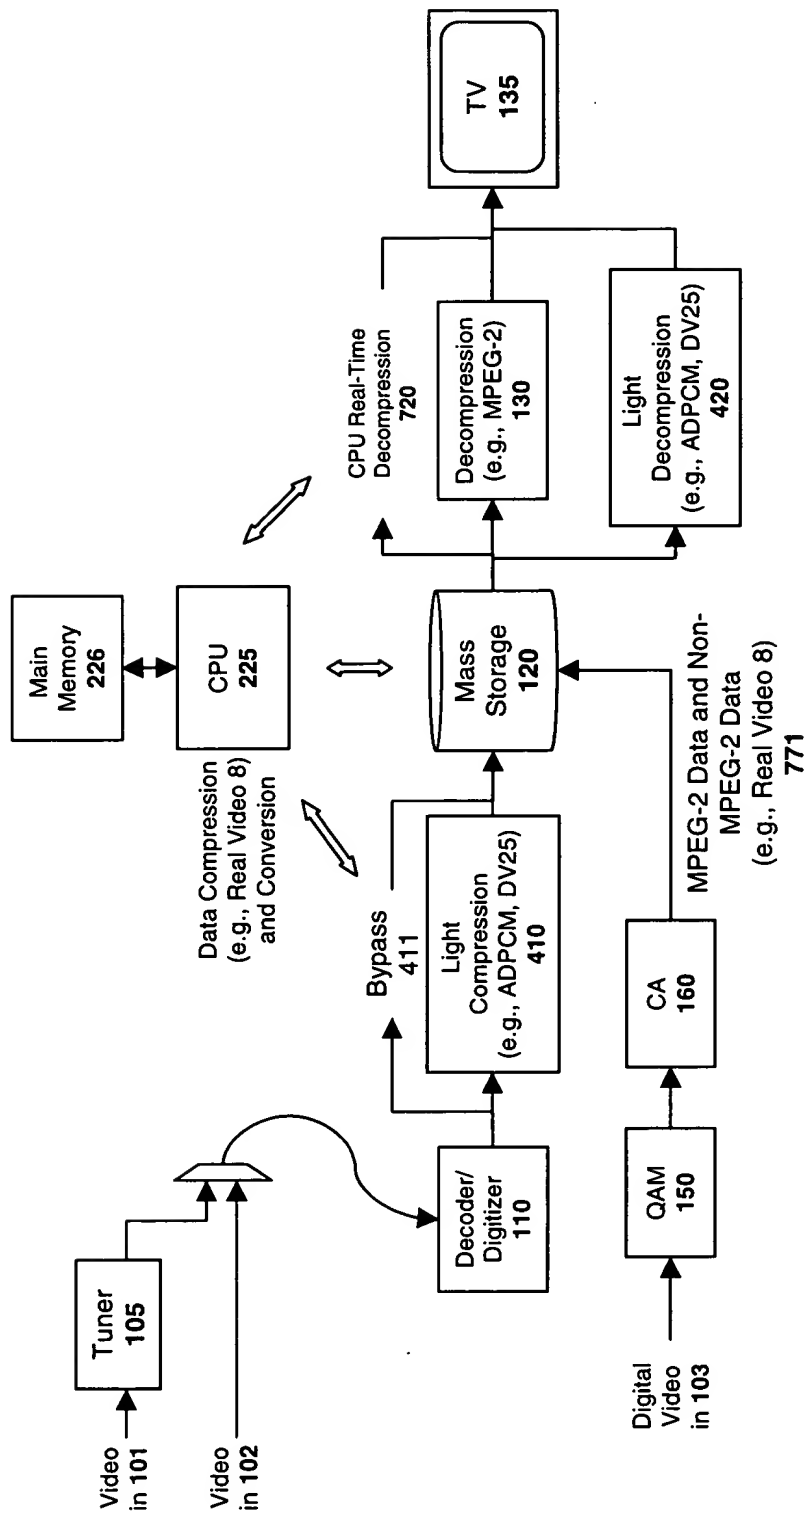 Main
Memory
226
CPU
225
Data Compression
(e.g., Real Video 8)
and Conversion
Video
in 101
Tuner
105
Video
in 102
Decoder/
Digitizer
110
Bypass
411
Light
Compression
(e.g., ADPCM, DV25)
410
Mass
Storage
120
CPU Real-Time
Decompression
720
Decompression
(e.g., MPEG-2)
130
Light
Decompression
(e.g., ADPCM, DV25)
420
TV
135
Digital
Video
in 103
QAM
150
CA
160
MPEG-2 Data and Non-
MPEG-2 Data
(e.g., Real Video 8)
771